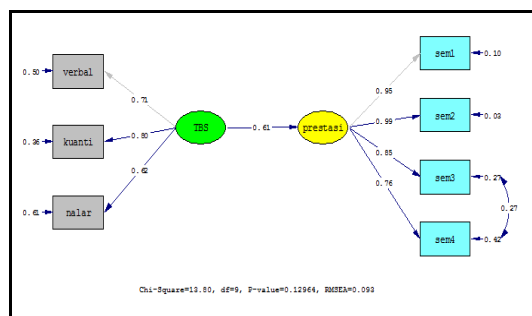 sem1 0.10
0.50 verbal
0.71 0.95
sem2 0.03
0.36 kuanti 0.80 TBS 0.61 prestasi 0.99
0.62 0.85
sem3 0.27
0.76 0.27
0.61 nalar
sem4 0.42
Chi-Square=13.80, df=9, P-value=0.12964, RMSEA=0.093